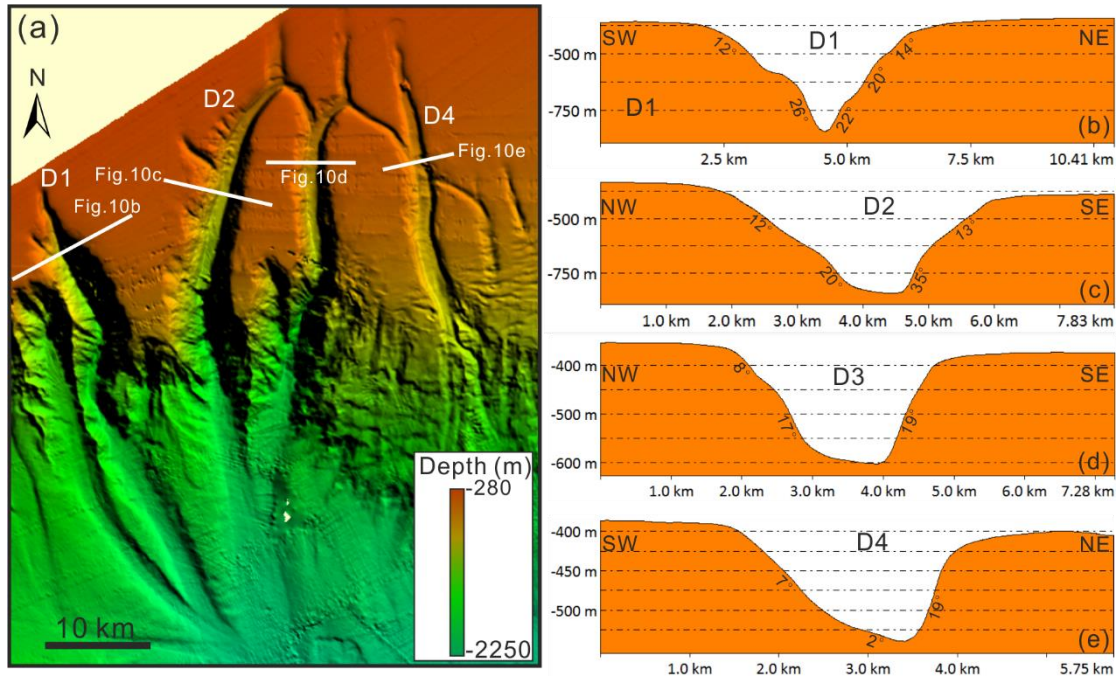 (a)
N
D2
D4
D1
Fig.10b
Fig.10c
Fig.10d
Fig.10e
10 km
Depth (m)
-280
-2250
SW
D1
NE
-500 m
-750 m
D1
12°
26°
22°
20°
14°
(b)
2.5 km 5.0 km 7.5 km 10.41 km
NW
D2
SE
-500 m
-750 m
12°
20°
35°
13°
(c)
1.0 km 2.0 km 3.0 km 4.0 km 5.0 km 6.0 km 7.83 km
NW
D3
SE
-400 m
-500 m
-600 m
8°
17°
19°
(d)
1.0 km 2.0 km 3.0 km 4.0 km 5.0 km 6.0 km 7.28 km
SW
D4
NE
-400 m
-450 m
-500 m
7°
2°
19°
(e)
1.0 km 2.0 km 3.0 km 4.0 km 5.75 km